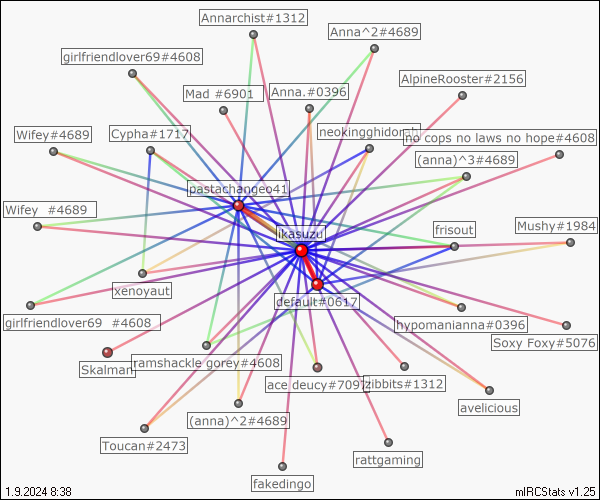 Annarchist#1312
Anna^2#4689
girlfriendlover69#4608
AlpineRooster#2156
Mad #6901
Anna.#0396
Wifey#4689
Cypha#1717
neokingghidorah
no cops no laws no hope#4608
(anna)^3#4689
pastachangeo41
Wifey #4689
ikasuzu
frisout
Mushy#1984
xenoyaut
default#0617
girlfriendlover69 #4608
hypomanianna#0396
Soxy Foxy#5076
Skalman
ramshackle gorey#4608
ace deucy#7097
zibbits#1312
avelicious
(anna)^2#4689
Toucan#2473
rattgaming
fakedingo
1.9.2024 8:38
mIRCStats v1.25